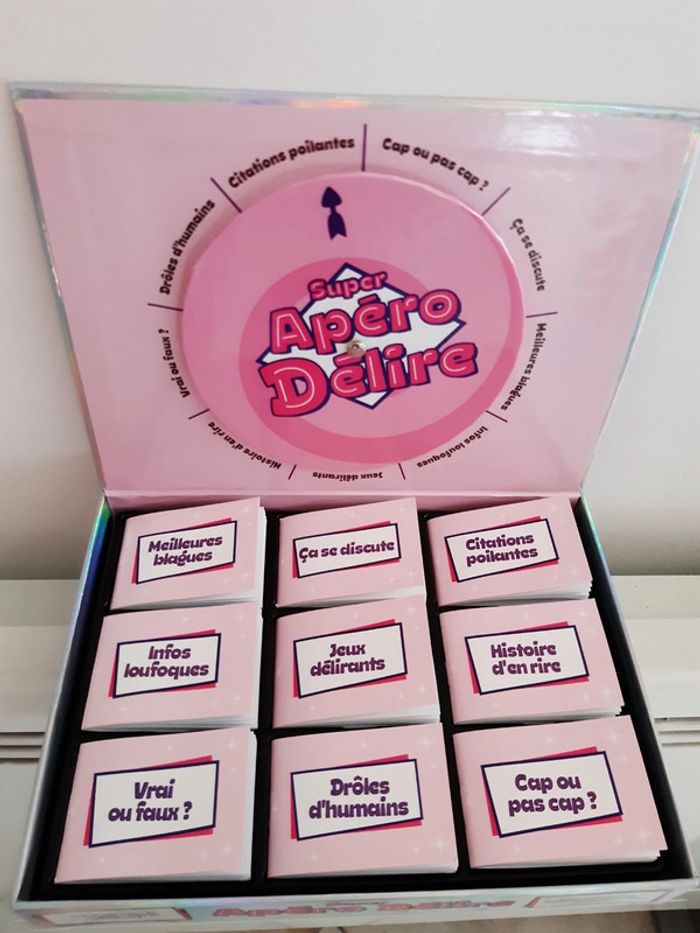 Citations poilantes
Cap ou pas cap ?
Drôles d'humains
Ça se discute
Vrai ou faux ?
Meilleures blagues
Histoire d'en rire
Jeux délirants
Infos loufoques
Super
Apéro
Délire
Meilleures
blagues
Ça se discute
Citations
poilantes
Infos
loufoques
Jeux
délirants
Histoire
d'en rire
Vrai
ou faux ?
Drôles
d'humains
Cap ou
pas cap ?
Apéro Délire